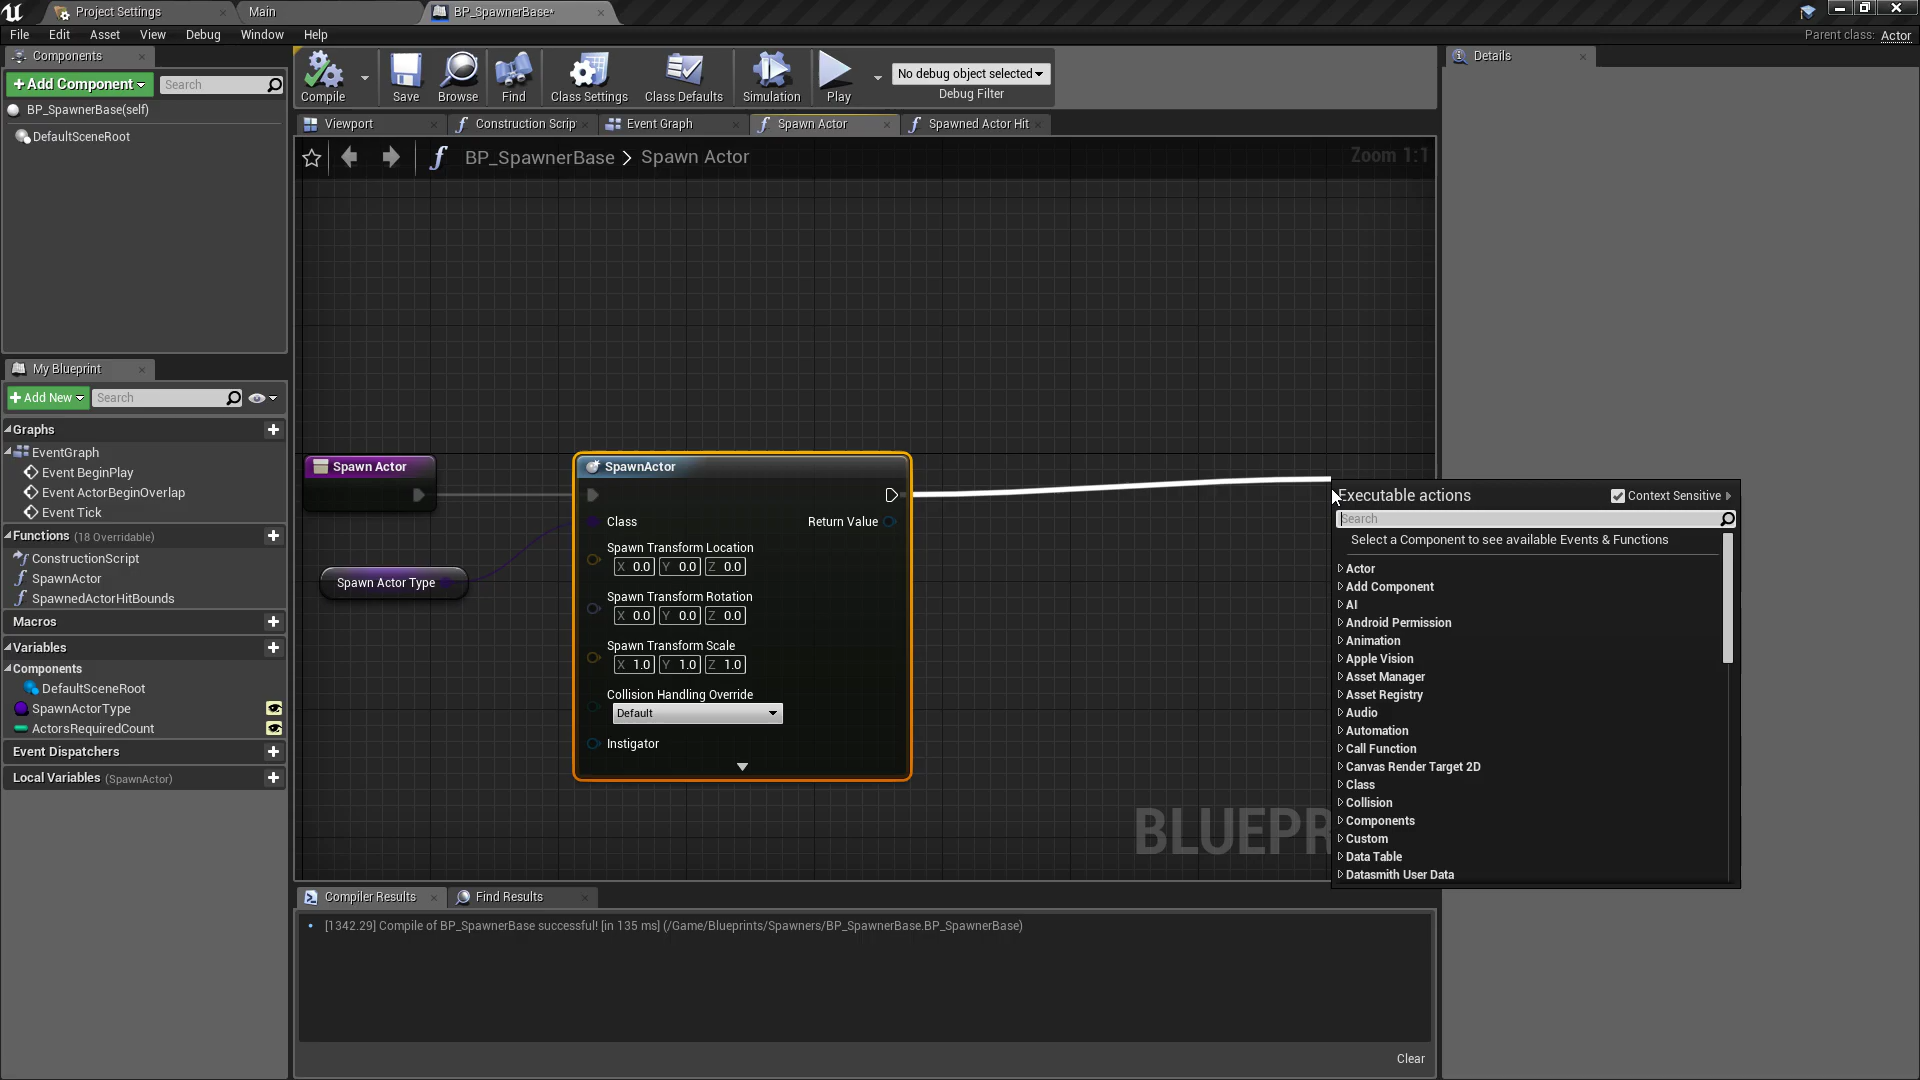 Project Settings
Main
BP_SpawnerBase*
File Edit Asset View Debug Window Help
Parent class: Actor
Components
+ Add Component
Search
BP_SpawnerBase(self)
DefaultSceneRoot
Compile
Save
Browse
Find
Class Settings
Class Defaults
Simulation
Play
No debug object selected
Debug Filter
Details
Viewport
Construction Scrip
Event Graph
Spawn Actor
Spawned Actor Hit
BP_SpawnerBase > Spawn Actor
Zoom 1:1
My Blueprint
+ Add New
Search
Graphs
EventGraph
Event BeginPlay
Event ActorBeginOverlap
Event Tick
Functions (18 Overridable)
ConstructionScript
SpawnActor
SpawnedActorHitBounds
Macros
Variables
Components
DefaultSceneRoot
SpawnActorType
ActorsRequiredCount
Event Dispatchers
Local Variables (SpawnActor)
Spawn Actor
Spawn Actor Type
SpawnActor
Class
Return Value
Spawn Transform Location
X 0.0 Y 0.0 Z 0.0
Spawn Transform Rotation
X 0.0 Y 0.0 Z 0.0
Spawn Transform Scale
X 1.0 Y 1.0 Z 1.0
Collision Handling Override
Default
Instigator
BLUEPR
Executable actions
Context Sensitive
Search
Select a Component to see available Events & Functions
Actor
Add Component
AI
Android Permission
Animation
Apple Vision
Asset Manager
Asset Registry
Audio
Automation
Call Function
Canvas Render Target 2D
Class
Collision
Components
Custom
Data Table
Datasmith User Data
Compiler Results
Find Results
[1342.29] Compile of BP_SpawnerBase successful! [in 135 ms] (/Game/Blueprints/Spawners/BP_SpawnerBase.BP_SpawnerBase)
Clear